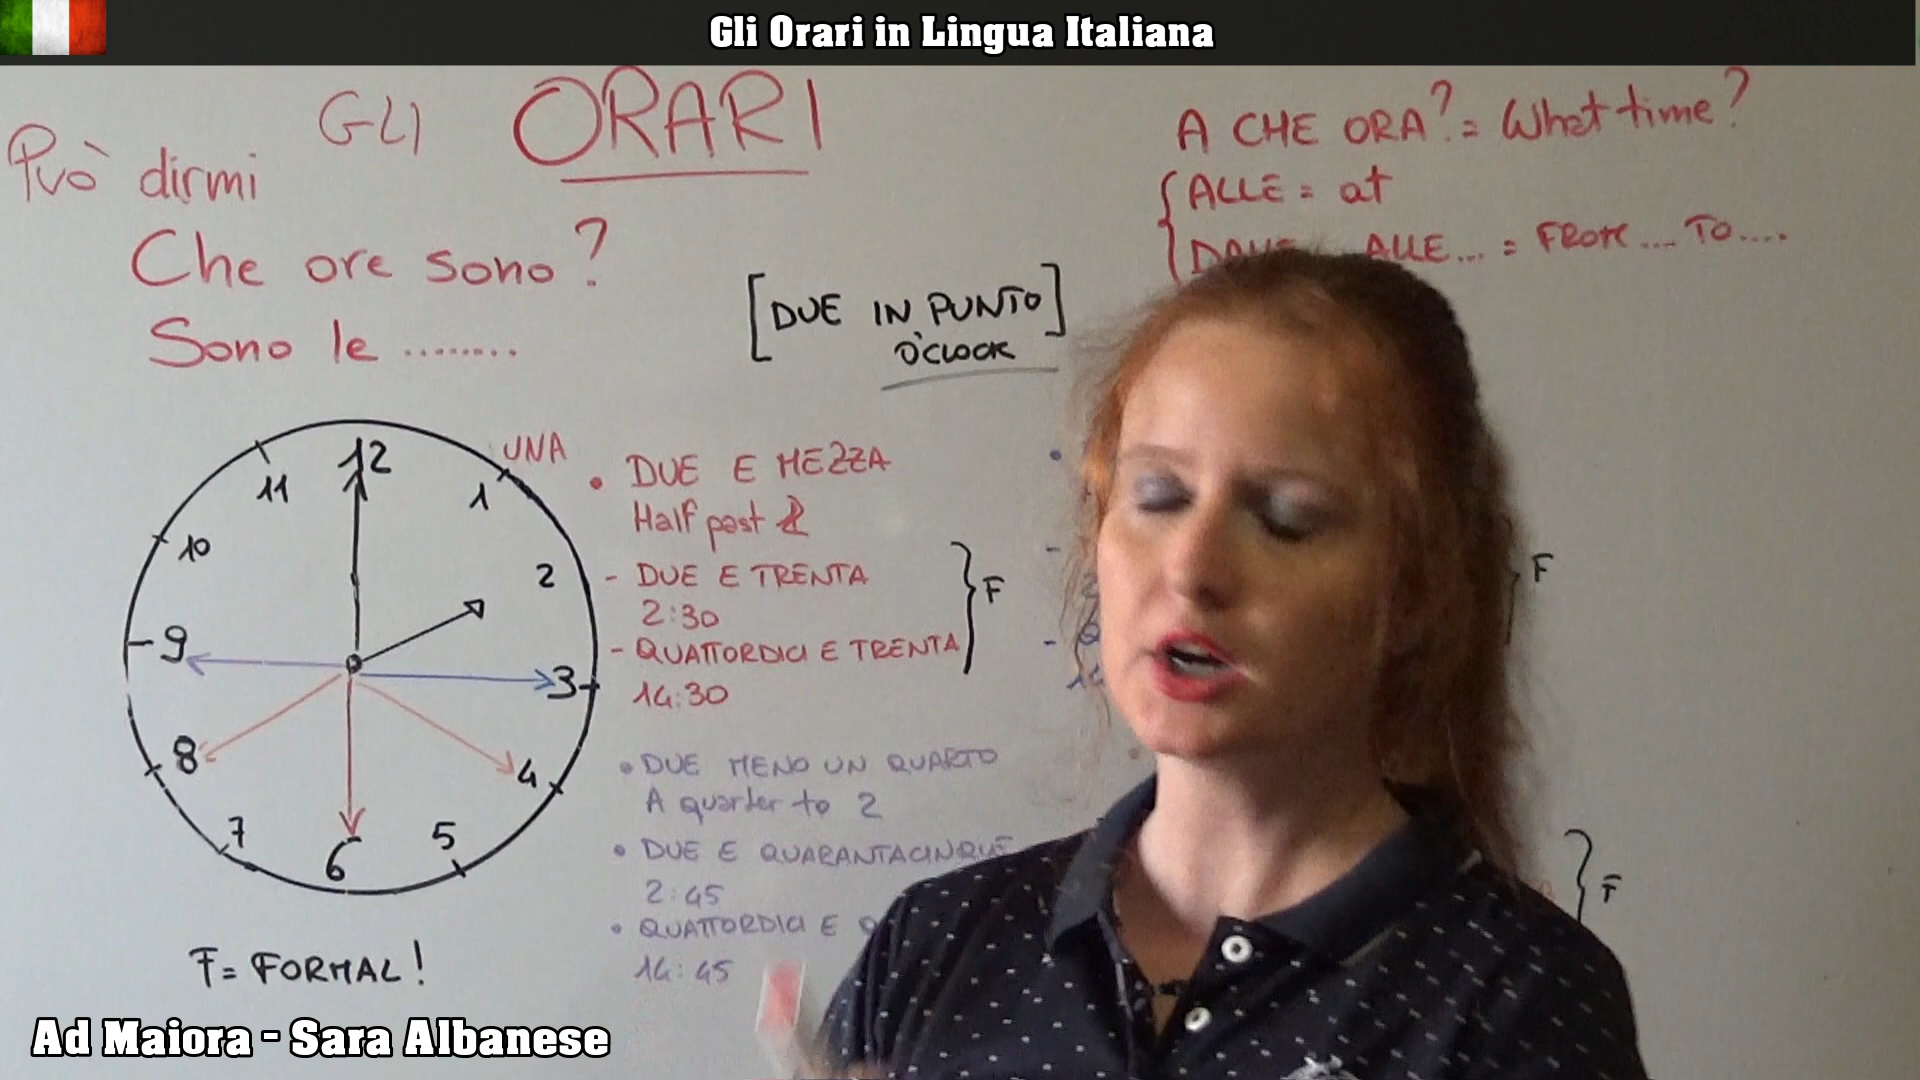 Gli Orari in Lingua Italiana
GLI ORARI
Può dirmi
Che ore sono?
Sono le ........
A CHE ORA? = What time?
ALLE = at
ALLE... = FROM... TO....
[DUE IN PUNTO]
O'CLOCK
12
11
1
UNA
10
2
9
3
8
4
7
5
6
F = FORMAL!
• DUE E MEZZA
Half past 2
- DUE E TRENTA
2:30
- QUATTORDICI E TRENTA
14:30
F
• DUE MENO UN QUARTO
A quarter to 2
• DUE E QUARANTACINQUE
2:45
• QUATTORDICI E
14:45
F
F
Ad Maiora - Sara Albanese